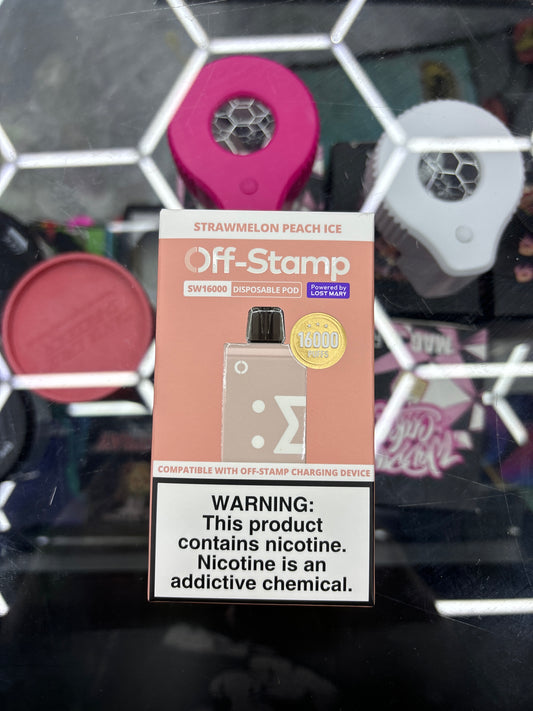 STRAWMELON PEACH ICE
Off-Stamp
SW16000 DISPOSABLE POD
Powered by
LOST MARY
16000
PUFFS
COMPATIBLE WITH OFF-STAMP CHARGING DEVICE
WARNING:
This product
contains nicotine.
Nicotine is an
addictive chemical.